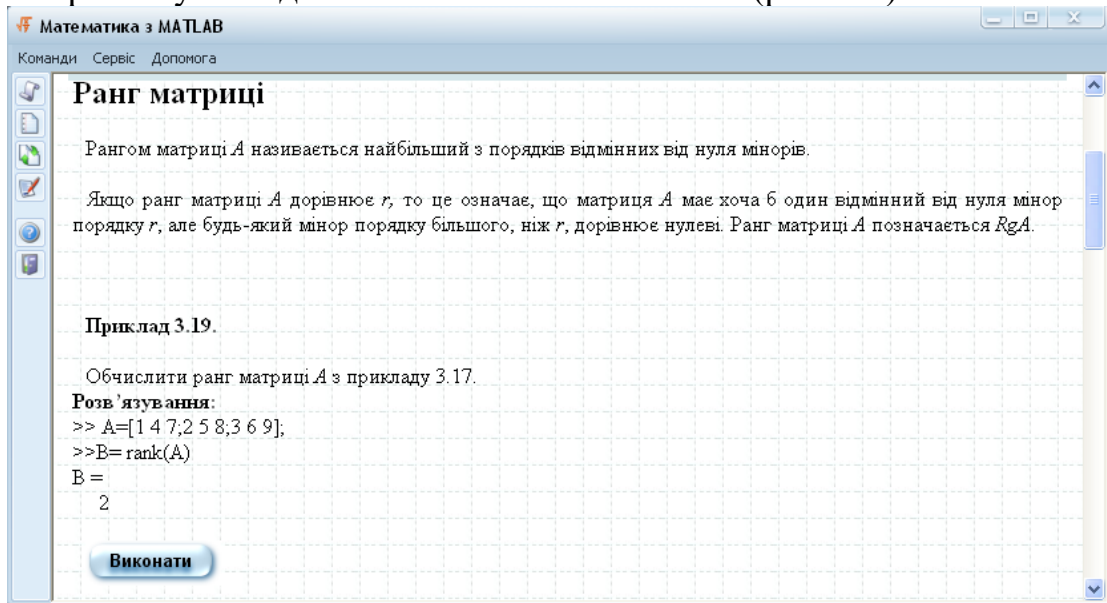 Математика з MATLAB
Команди Сервіс Допомога
Ранг матриці
Рангом матриці A називається найбільший з порядків відмінних від нуля мінорів.
Якщо ранг матриці A дорівнює r, то це означає, що матриця A має хоча б один відмінний від нуля мінор
порядку r, але будь-який мінор порядку більшого, ніж r, дорівнює нулеві. Ранг матриці A позначається RgA.
Приклад 3.19.
Обчислити ранг матриці A з прикладу 3.17.
Розв’язування:
>> A=[1 4 7;2 5 8;3 6 9];
>>B= rank(A)
B =
2
Виконати